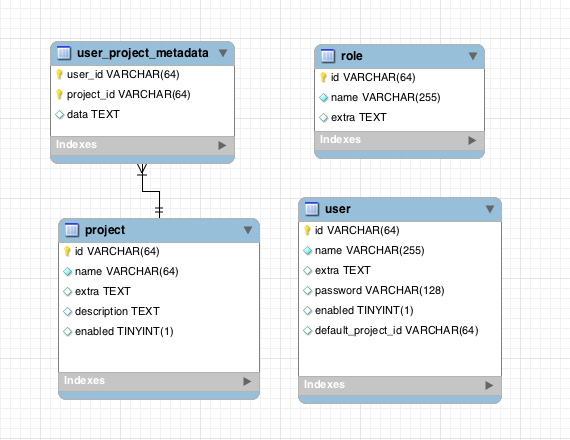 user_project_metadata
user_id VARCHAR(64)
project_id VARCHAR(64)
data TEXT
Indexes
role
id VARCHAR(64)
name VARCHAR(255)
extra TEXT
Indexes
project
id VARCHAR(64)
name VARCHAR(64)
extra TEXT
description TEXT
enabled TINYINT(1)
Indexes
user
id VARCHAR(64)
name VARCHAR(255)
extra TEXT
password VARCHAR(128)
enabled TINYINT(1)
default_project_id VARCHAR(64)
Indexes